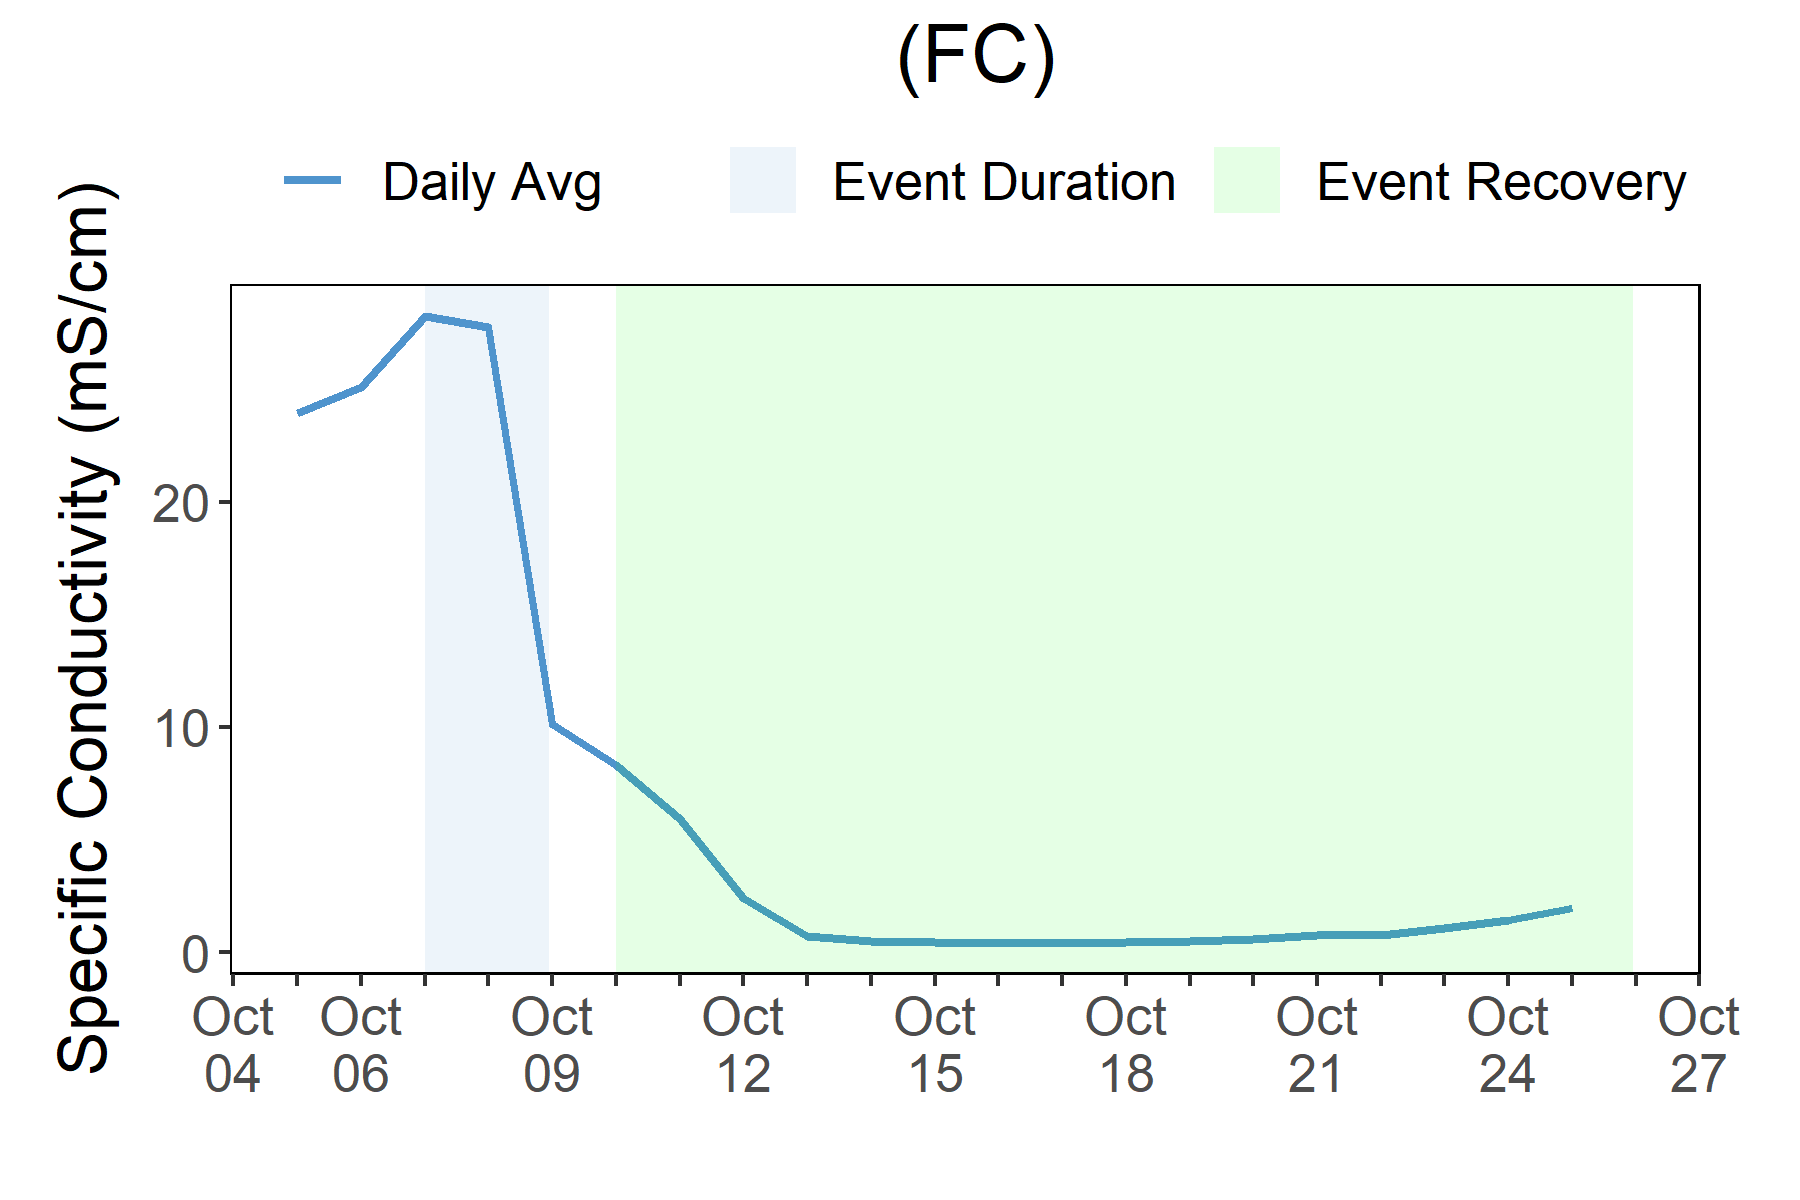 (FC)
Daily Avg
Event Duration
Event Recovery
Specific Conductivity (mS/cm)
20
10
0
Oct
04
Oct
06
Oct
09
Oct
12
Oct
15
Oct
18
Oct
21
Oct
24
Oct
27